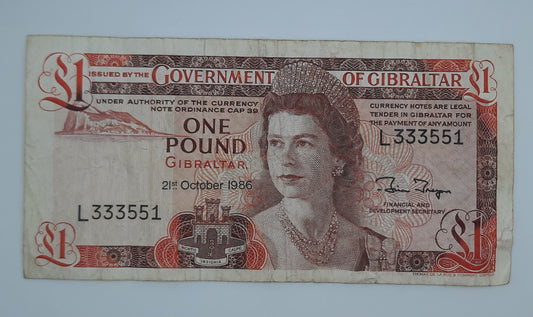 £1
ISSUED BY THE GOVERNMENT OF GIBRALTAR
£1
UNDER AUTHORITY OF THE CURRENCY
NOTE ORDINANCE CAP 39
CURRENCY NOTES ARE LEGAL
TENDER IN GIBRALTAR FOR
THE PAYMENT OF ANY AMOUNT
L333551
ONE
POUND
GIBRALTAR
21st October 1986
FINANCIAL AND
DEVELOPMENT SECRETARY
L333551
£1
INSIGNIA
£1